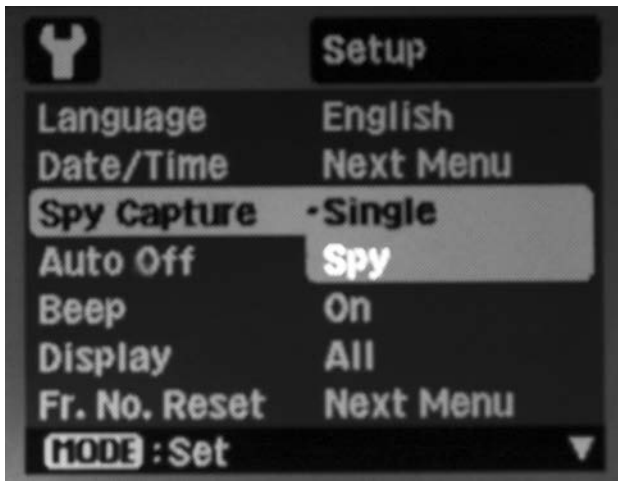 Setup
Language English
Date/Time Next Menu
Spy Capture •Single
Auto Off Spy
Beep On
Display All
Fr. No. Reset Next Menu
MODE :Set